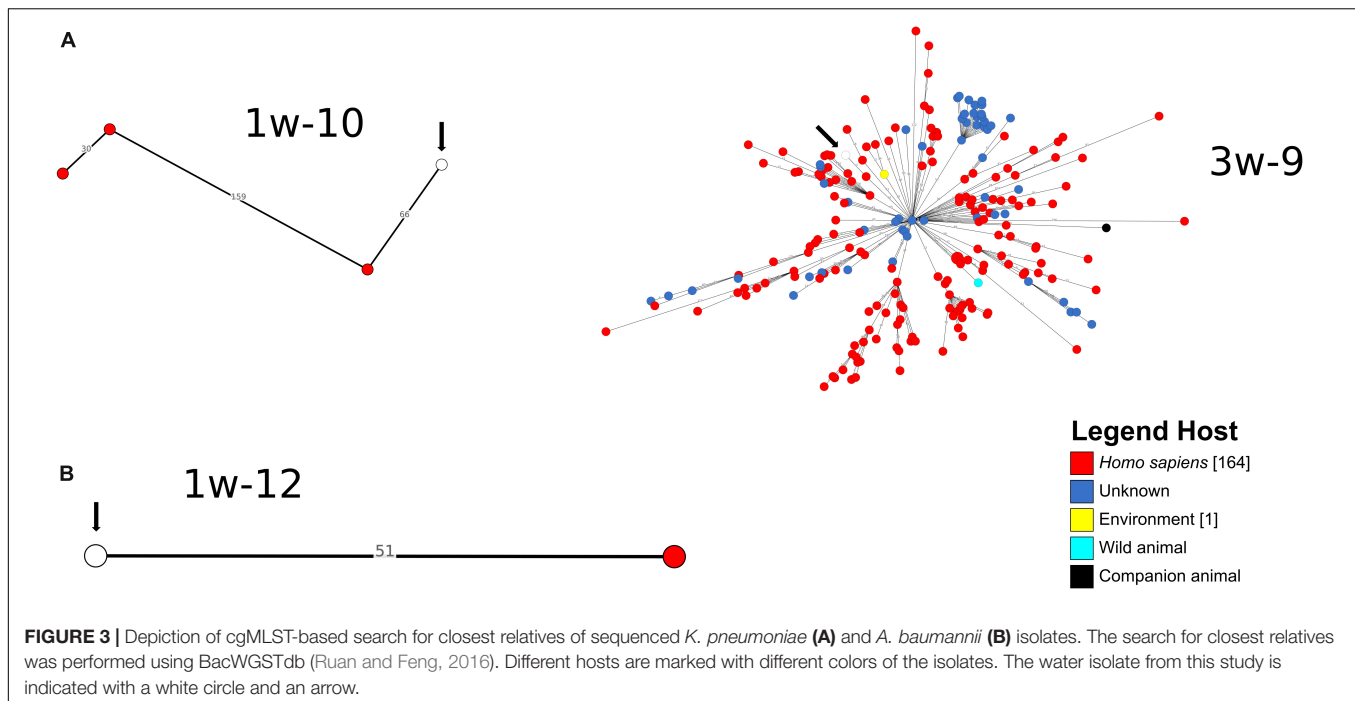 A
1w-10
30
159
66
3w-9
B
1w-12
51
Legend Host
Homo sapiens [164]
Unknown
Environment [1]
Wild animal
Companion animal
FIGURE 3 | Depiction of cgMLST-based search for closest relatives of sequenced K. pneumoniae (A) and A. baumannii (B) isolates. The search for closest relatives
was performed using BacWGSTdb (Ruan and Feng, 2016). Different hosts are marked with different colors of the isolates. The water isolate from this study is
indicated with a white circle and an arrow.